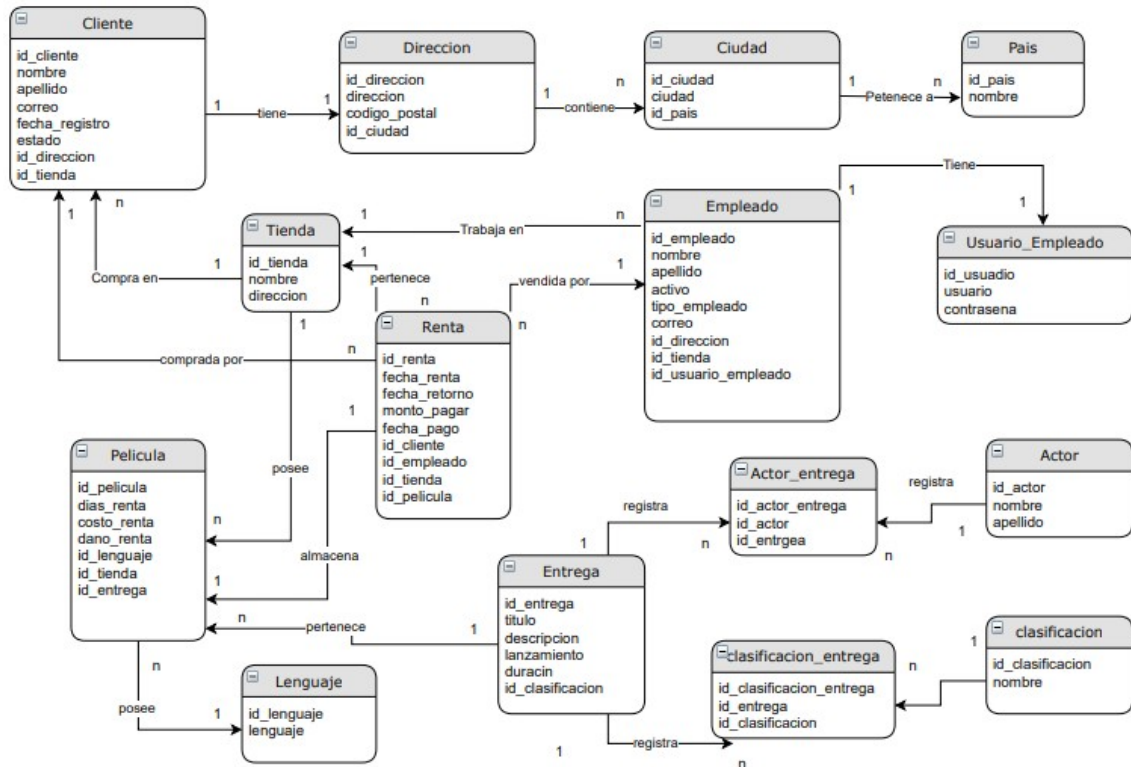 Cliente
id_cliente
nombre
apellido
correo
fecha_registro
estado
id_direccion
id_tienda
1
tiene
1
Direccion
id_direccion
direccion
codigo_postal
id_ciudad
1
contiene
n
Ciudad
id_ciudad
ciudad
id_pais
1
Petenece a
n
Pais
id_pais
nombre
1
n
Compra en
1
Tienda
id_tienda
nombre
direccion
1
1
Trabaja en
n
1
pertenece
n
Empleado
id_empleado
nombre
apellido
activo
tipo_empleado
correo
id_direccion
id_tienda
id_usuario_empleado
1
Tiene
1
Usuario_Empleado
id_usuadio
usuario
contrasena
n
vendida por
1
Renta
id_renta
fecha_renta
fecha_retorno
monto_pagar
fecha_pago
id_cliente
id_empleado
id_tienda
id_pelicula
comprada por
n
1
almacena
1
posee
n
Pelicula
id_pelicula
dias_renta
costo_renta
dano_renta
id_lenguaje
id_tienda
id_entrega
n
pertenece
1
n
posee
1
Lenguaje
id_lenguaje
lenguaje
Entrega
id_entrega
titulo
descripcion
lanzamiento
duracin
id_clasificacion
1
registra
n
Actor_entrega
id_actor_entrega
id_actor
id_entrgea
registra
1
n
Actor
id_actor
nombre
apellido
1
registra
n
clasificacion_entrega
id_clasificacion_entrega
id_entrega
id_clasificacion
n
1
clasificacion
id_clasificacion
nombre